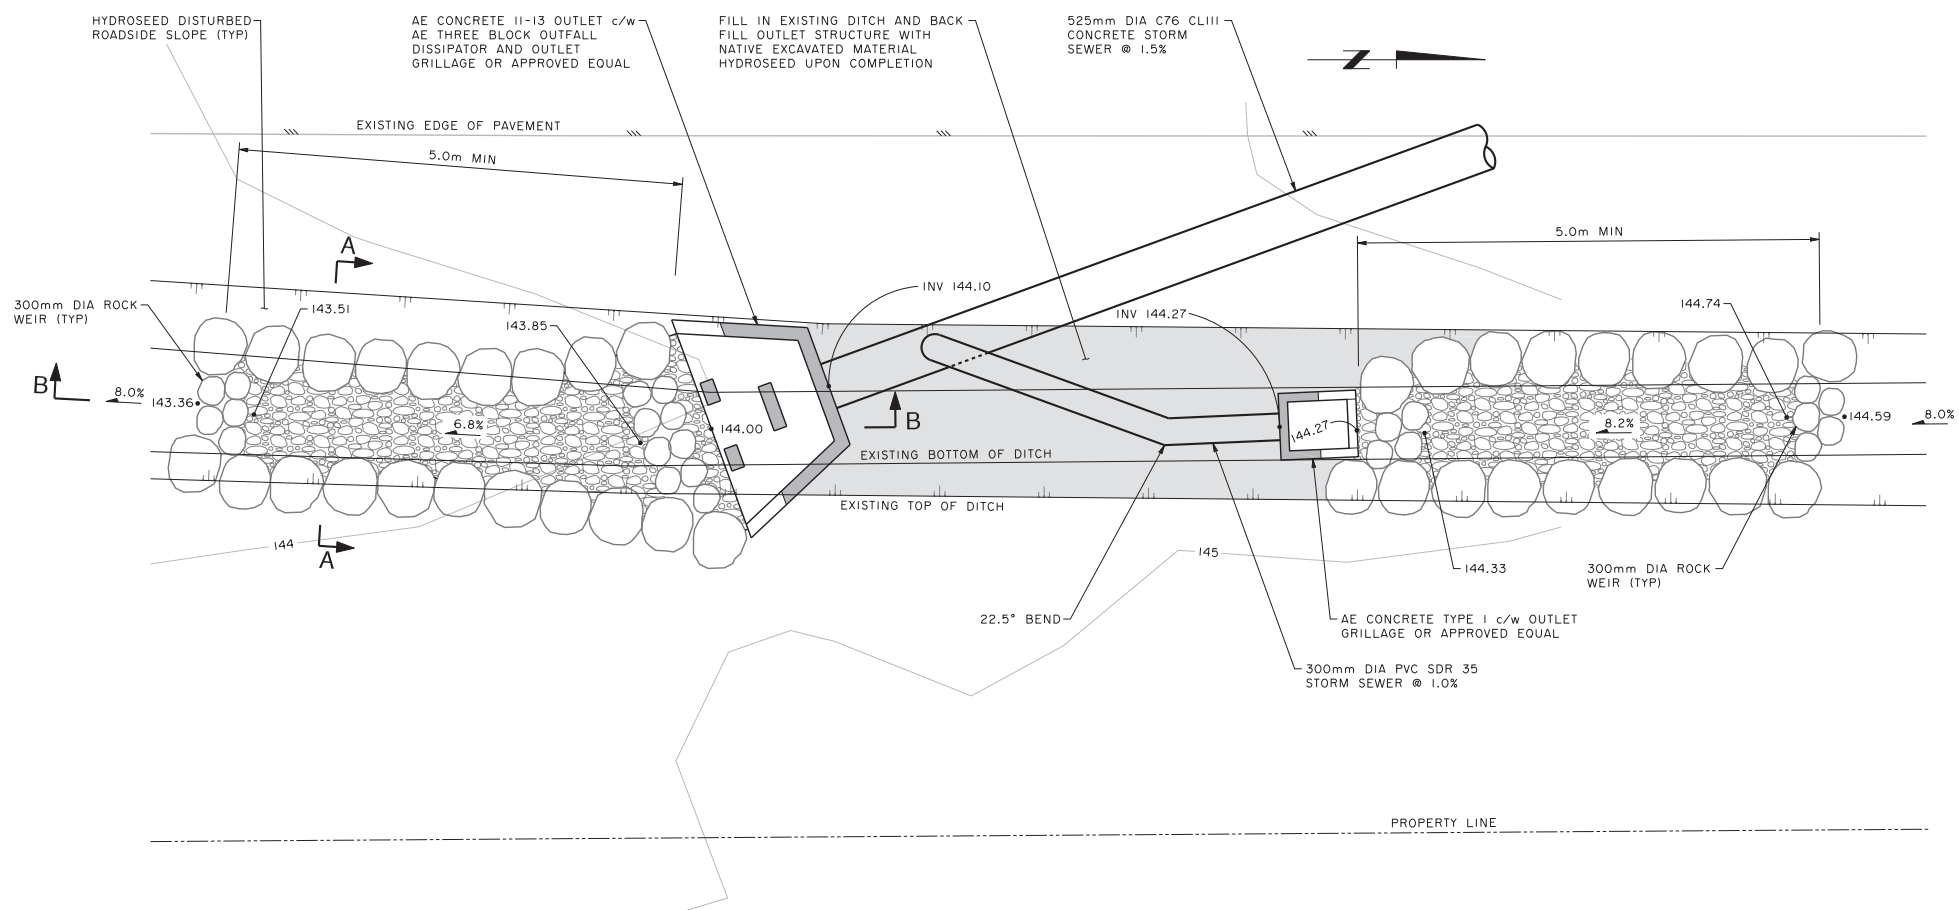 HYDROSEED DISTURBED
ROADSIDE SLOPE (TYP)
AE CONCRETE 11-13 OUTLET c/w
AE THREE BLOCK OUTFALL
DISSIPATOR AND OUTLET
GRILLAGE OR APPROVED EQUAL
FILL IN EXISTING DITCH AND BACK
FILL OUTLET STRUCTURE WITH
NATIVE EXCAVATED MATERIAL
HYDROSEED UPON COMPLETION
525mm DIA C76 CLIII
CONCRETE STORM
SEWER @ 1.5%
Z
EXISTING EDGE OF PAVEMENT
5.0m MIN
5.0m MIN
A
300mm DIA ROCK
WEIR (TYP)
143.51
143.85
INV 144.10
INV 144.27
144.74
B
8.0%
143.36
6.8%
144.00
B
144.27
8.2%
144.59
8.0%
EXISTING BOTTOM OF DITCH
EXISTING TOP OF DITCH
144
A
145
144.33
300mm DIA ROCK
WEIR (TYP)
22.5° BEND
AE CONCRETE TYPE 1 c/w OUTLET
GRILLAGE OR APPROVED EQUAL
300mm DIA PVC SDR 35
STORM SEWER @ 1.0%
PROPERTY LINE